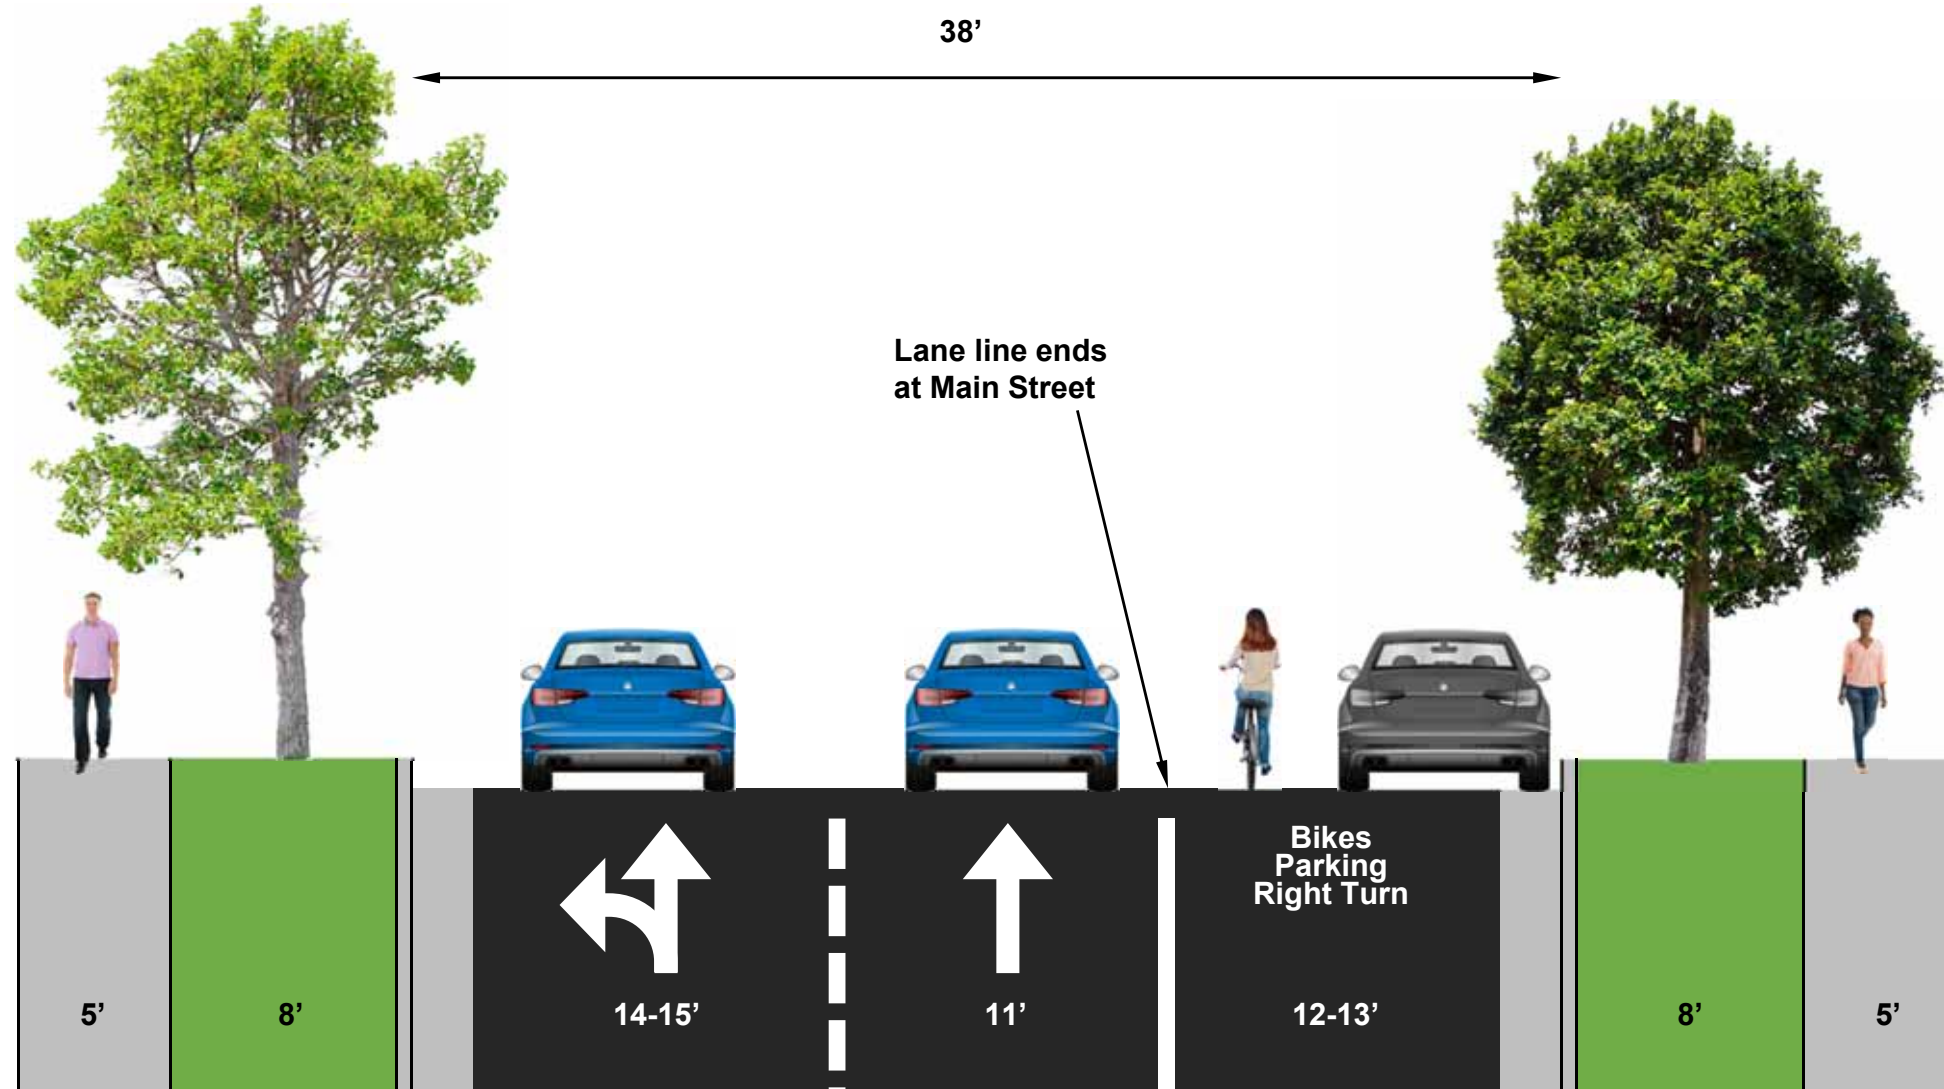 38’
Lane line ends
at Main Street
Bikes
Parking
Right Turn
5’
8’
14-15’
11’
12-13’
8’
5’